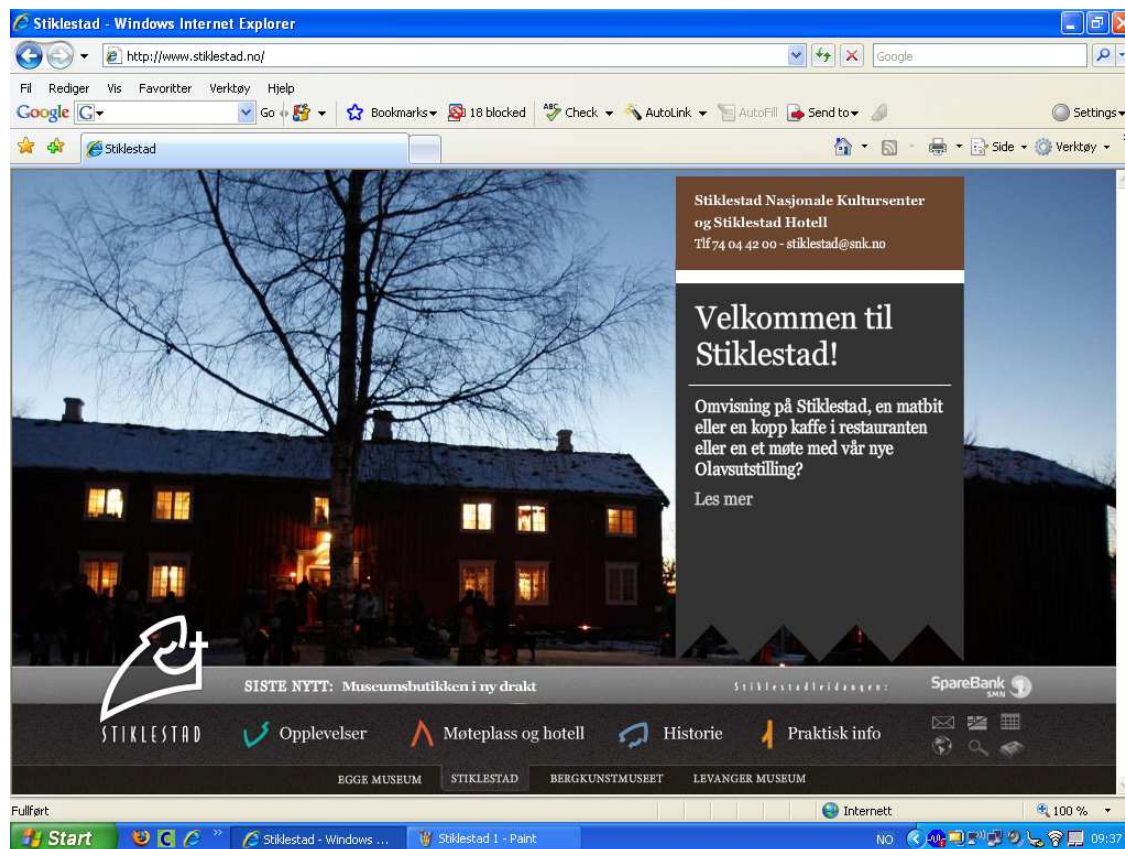 Stiklestad - Windows Internet Explorer
http://www.stiklestad.no/
Google
Fil Rediger Vis Favoritter Verktøy Hjelp
Google G Go Bookmarks 18 blocked ABC Check AutoLink AutoFill Send to Settings
Stiklestad Side Verktøy
Stiklestad Nasjonale Kultursenter
og Stiklestad Hotell
Tlf 74 04 42 00 - stiklestad@snk.no
Velkommen til
Stiklestad!
Omvisning på Stiklestad, en matbit
eller en kopp kaffe i restauranten
eller en et møte med vår nye
Olavsutstilling?
Les mer
SISTE NYTT: Museumsbutikken i ny drakt
Stiklestadleidangen:
SpareBank
SMN
STIKLESTAD
Opplevelser Møteplass og hotell Historie Praktisk info
EGGE MUSEUM STIKLESTAD BERGKUNSTMUSEET LEVANGER MUSEUM
Fullført Internett 100 %
Start Stiklestad - Windows ... Stiklestad 1 - Paint NO 09:37